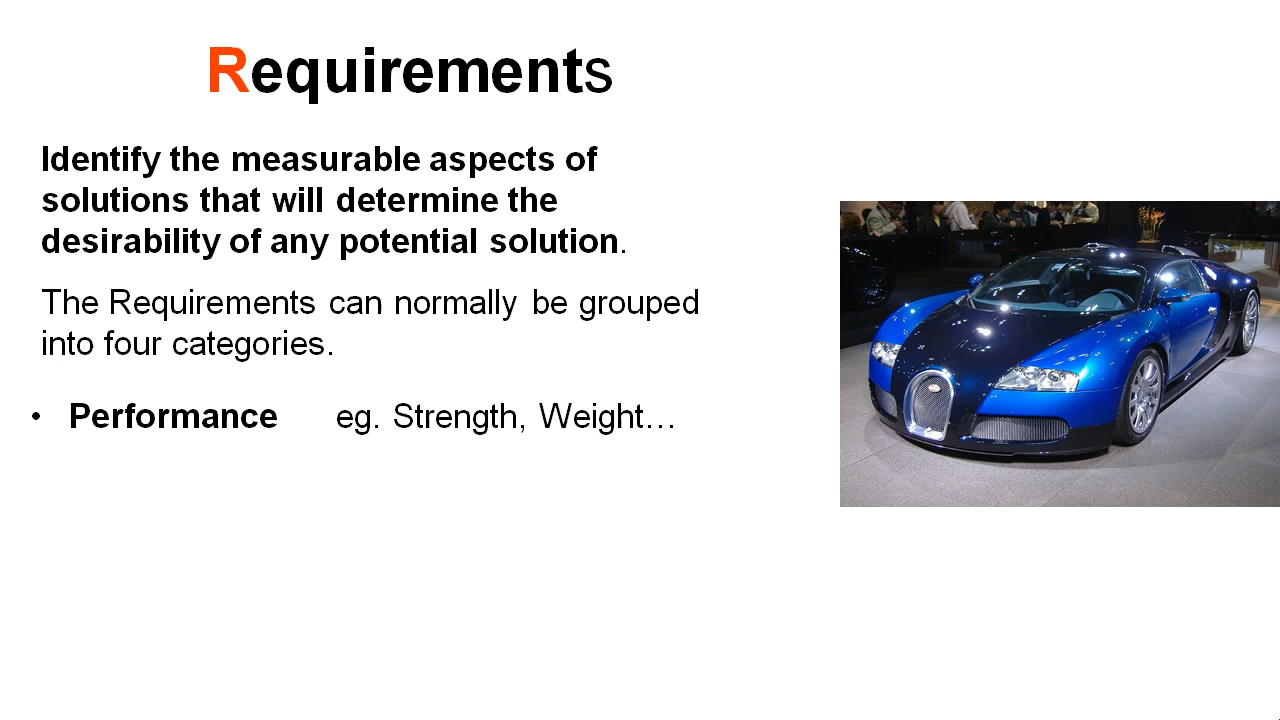 Requirements
Identify the measurable aspects of
solutions that will determine the
desirability of any potential solution.
The Requirements can normally be grouped
into four categories.
• Performance eg. Strength, Weight…